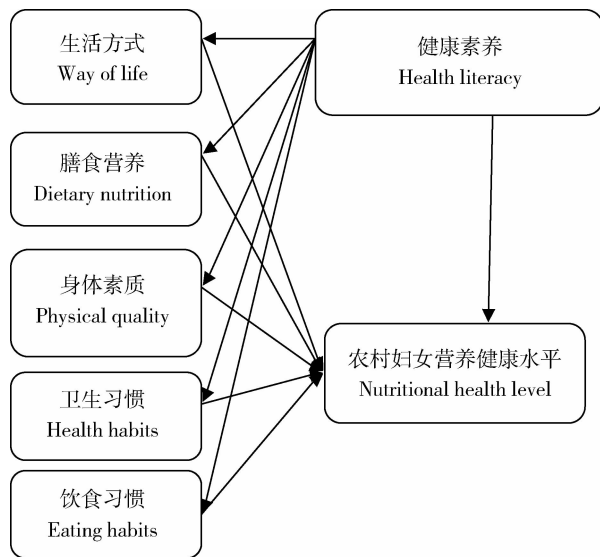 生活方式
Way of life
健康素养
Health literacy
膳食营养
Dietary nutrition
身体素质
Physical quality
农村妇女营养健康水平
Nutritional health level
卫生习惯
Health habits
饮食习惯
Eating habits